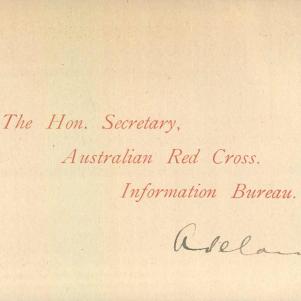 The Hon. Secretary,
Australian Red Cross.
Information Bureau.